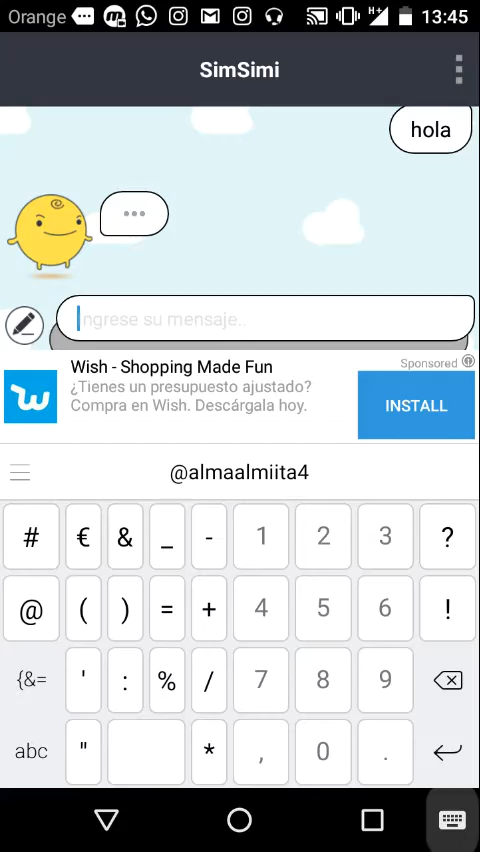 Orange
H+
13:45
SimSimi
hola
...
Ingrese su mensaje..
Wish - Shopping Made Fun
Sponsored
¿Tienes un presupuesto ajustado?
Compra en Wish. Descárgala hoy.
INSTALL
@almaalmiita4
# € & _ - 1 2 3 ?
@ ( ) = + 4 5 6 !
{&= ' : % / 7 8 9
abc " * , 0 .